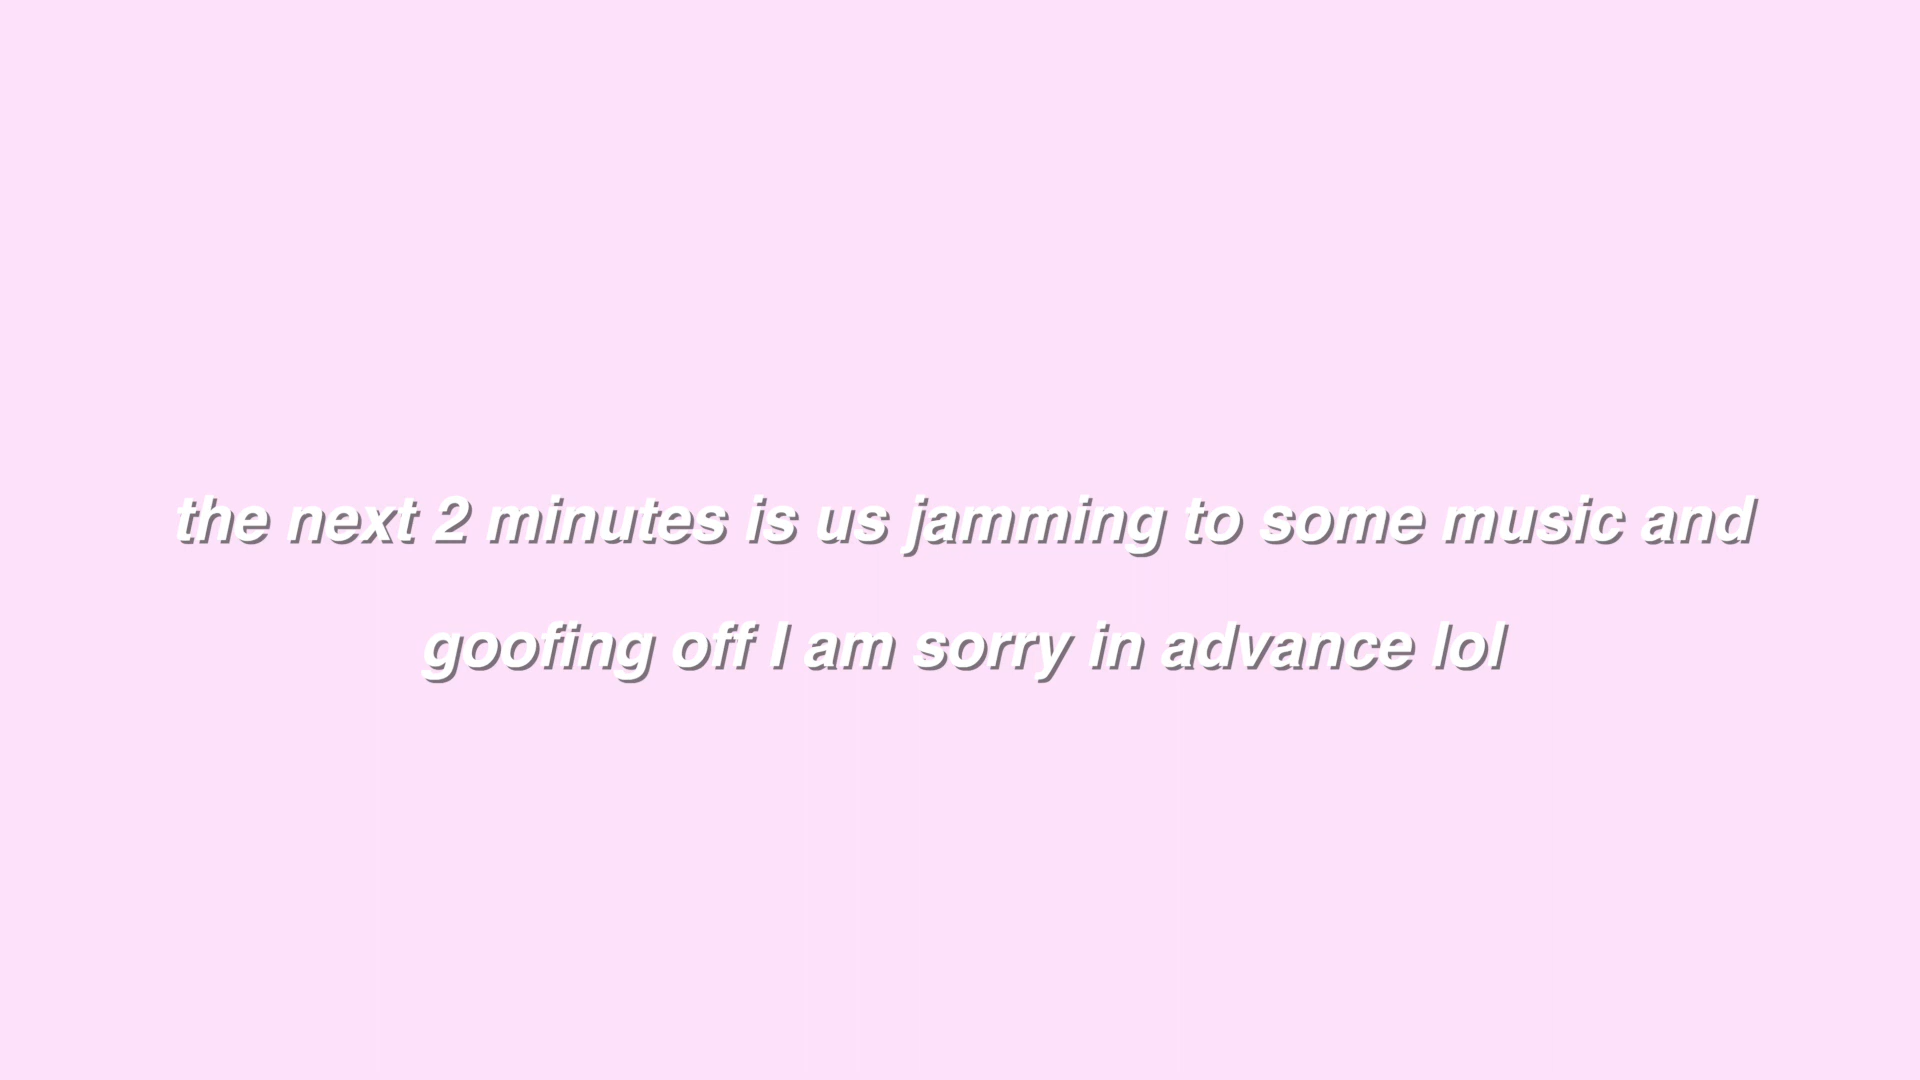 the next 2 minutes is us jamming to some music and
goofing off I am sorry in advance lol